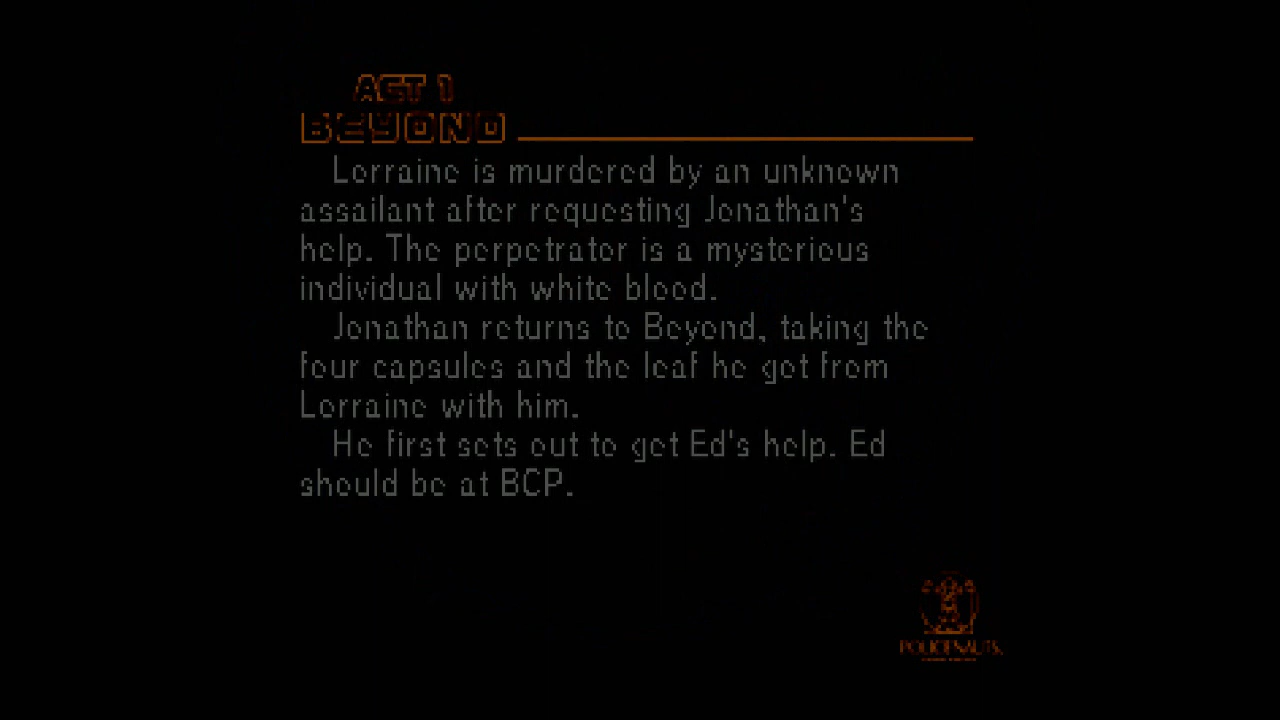 ACT 1
BEYOND
Lorraine is murdered by an unknown
assailant after requesting Jonathan's
help. The perpetrator is a mysterious
individual with white blood.
Jonathan returns to Beyond, taking the
four capsules and the leaf he got from
Lorraine with him.
He first sets out to get Ed's help. Ed
should be at BCP.
POLICENAUTS